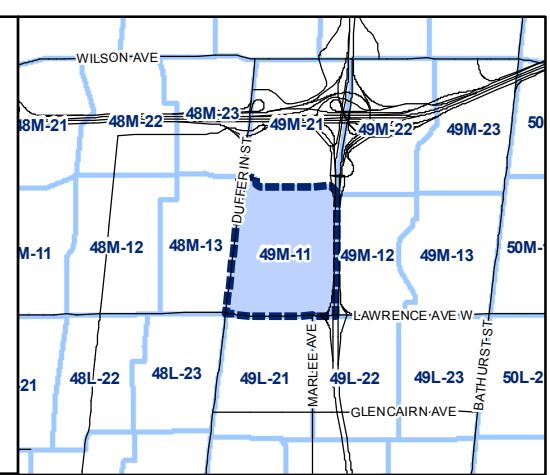 WILSON AVE
48M-21
48M-22
48M-23
49M-21
49M-22
49M-23
50
DUFFERIN ST
M-11
48M-12
48M-13
49M-11
49M-12
49M-13
50M-
LAWRENCE AVE W
21
48L-22
48L-23
49L-21
MARLEE AVE
49L-22
49L-23
BATHURST ST
50L-2
GLENCAIRN AVE